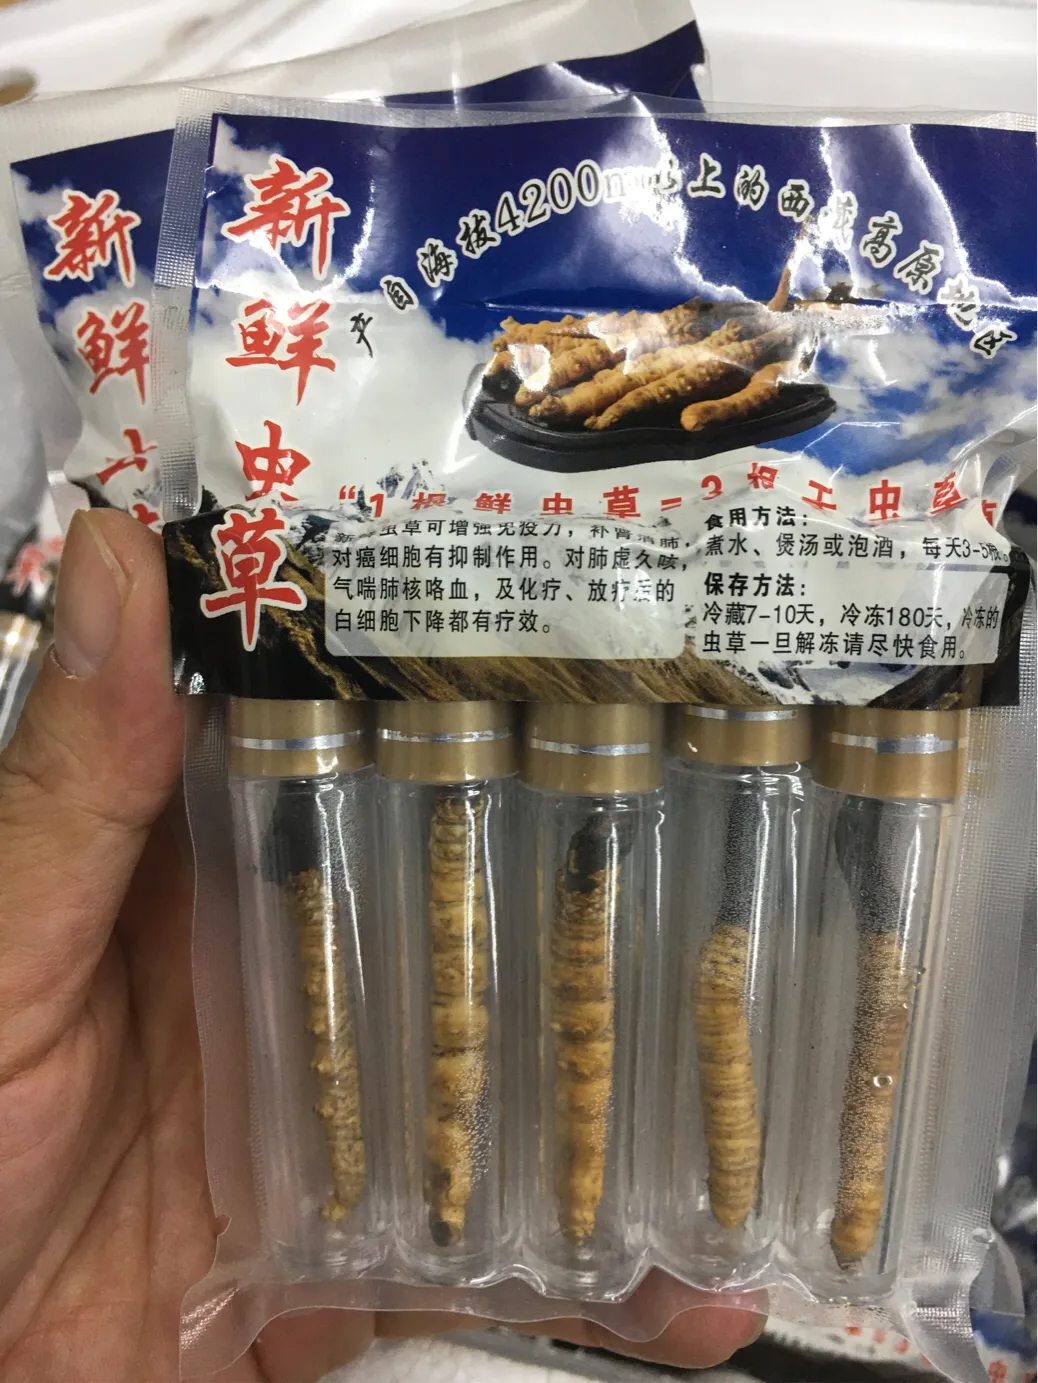 新鲜虫草
产自海拔4200m以上的西藏高原地区
"1根鲜虫草=3根干虫草
虫草可增强免疫力，补肾清肺，
对癌细胞有抑制作用。对肺虚久咳，
气喘肺核咯血，及化疗、放疗后的
白细胞下降都有疗效。
食用方法：
煮水、煲汤或泡酒，每天3-5根。
保存方法：
冷藏7-10天，冷冻180天，冷冻的
虫草一旦解冻请尽快食用。
新鲜